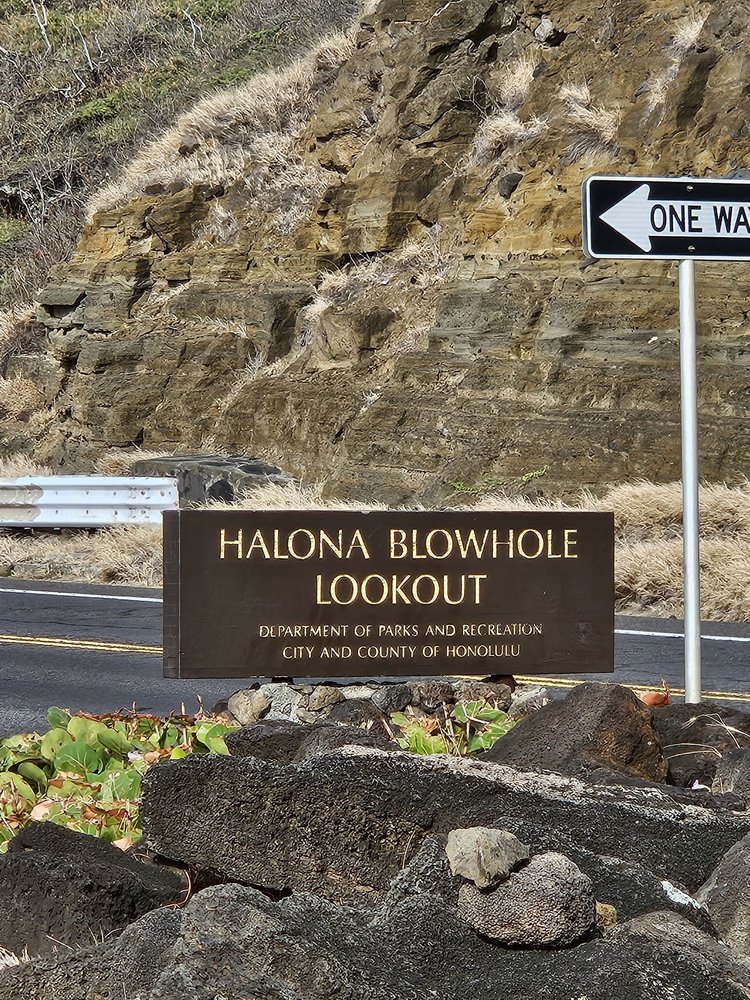 ONE WA
HALONA BLOWHOLE
LOOKOUT
DEPARTMENT OF PARKS AND RECREATION
CITY AND COUNTY OF HONOLULU